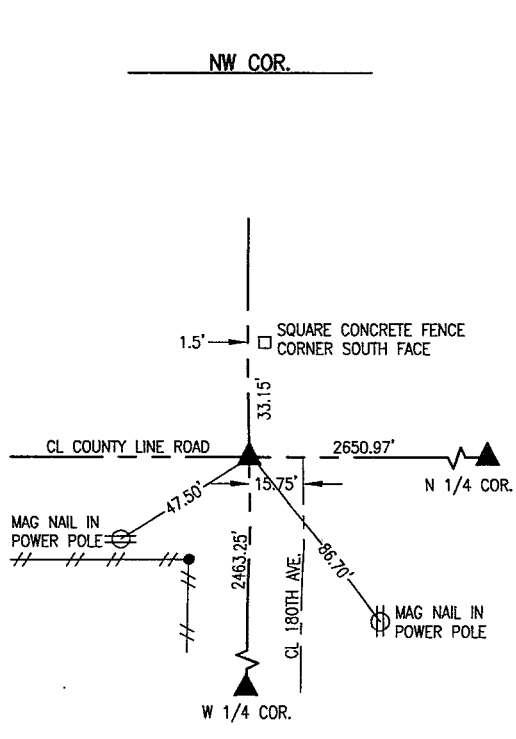 NW COR.
1.5'
SQUARE CONCRETE FENCE
CORNER SOUTH FACE
33.15'
CL COUNTY LINE ROAD
2650.97'
N 1/4 COR.
47.50'
15.75'
MAG NAIL IN
POWER POLE
2463.25'
CL 180TH AVE.
86.70'
MAG NAIL IN
POWER POLE
W 1/4 COR.